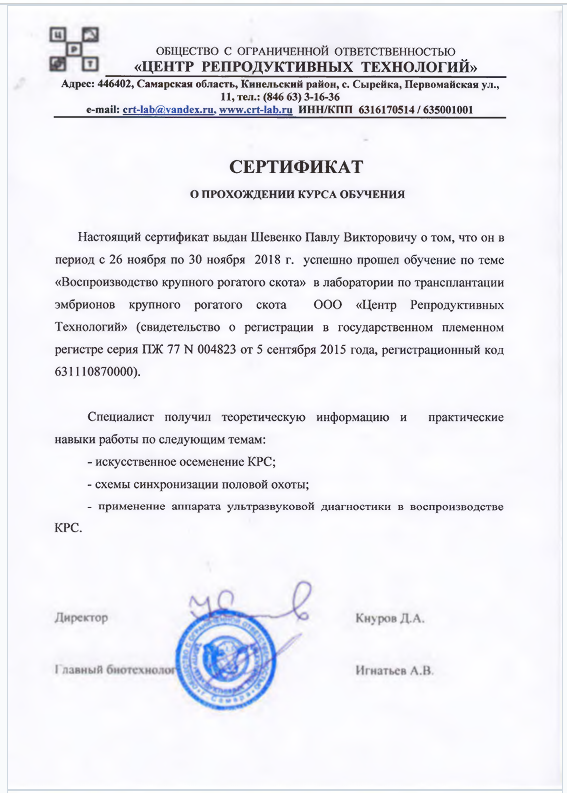 Ц
Р Т
ОБЩЕСТВО С ОГРАНИЧЕННОЙ ОТВЕТСТВЕННОСТЬЮ
«ЦЕНТР РЕПРОДУКТИВНЫХ ТЕХНОЛОГИЙ»
Адрес: 446402, Самарская область, Кинельский район, с. Сырейка, Первомайская ул.,
11, тел.: (846 63) 3-16-36
e-mail: crt-lab@yandex.ru, www.crt-lab.ru ИНН/КПП 6316170514 / 635001001
СЕРТИФИКАТ
О ПРОХОЖДЕНИИ КУРСА ОБУЧЕНИЯ
Настоящий сертификат выдан Шевенко Павлу Викторовичу о том, что он в
период с 26 ноября по 30 ноября 2018 г. успешно прошел обучение по теме
«Воспроизводство крупного рогатого скота» в лаборатории по трансплантации
эмбрионов крупного рогатого скота ООО «Центр Репродуктивных
Технологий» (свидетельство о регистрации в государственном племенном
регистре серия ПЖ 77 N 004823 от 5 сентября 2015 года, регистрационный код
631110870000).
Специалист получил теоретическую информацию и практические
навыки работы по следующим темам:
- искусственное осеменение КРС;
- схемы синхронизации половой охоты;
- применение аппарата ультразвуковой диагностики в воспроизводстве
КРС.
Директор Кнуров Д.А.
Главный биотехнолог Игнатьев А.В.